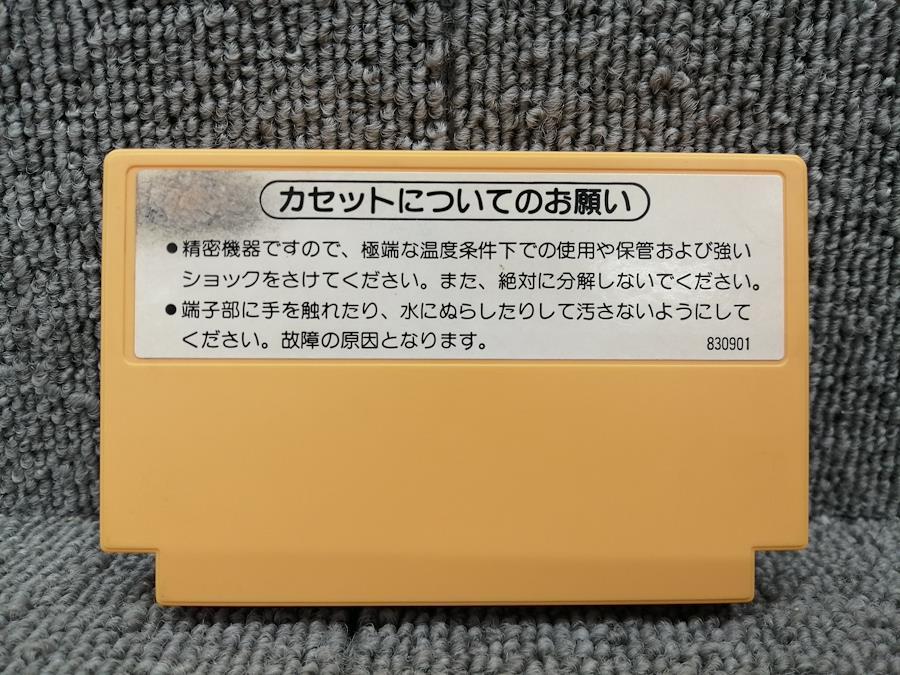 カセットについてのお願い
●精密機器ですので、極端な温度条件下での使用や保管および強い
ショックをさけてください。また、絶対に分解しないでください。
●端子部に手を触れたり、水にぬらしたりして汚さないようにして
ください。故障の原因となります。
830901